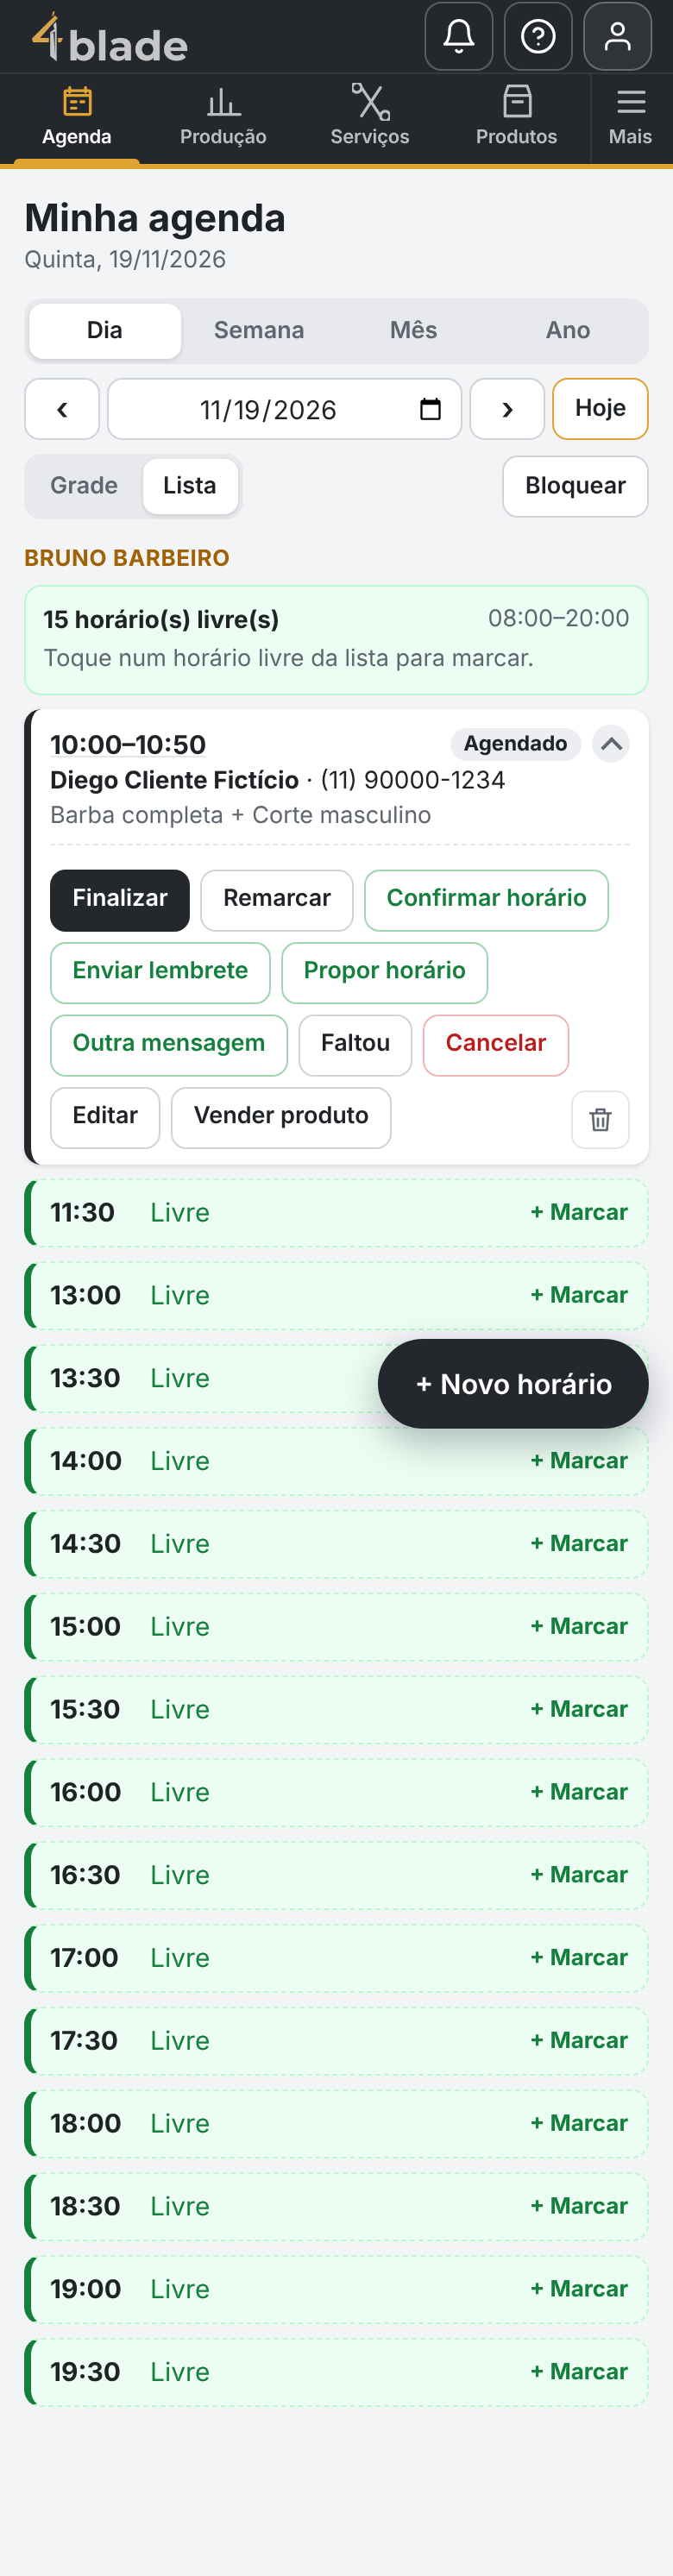 4blade
Agenda Produção Serviços Produtos Mais
Minha agenda
Quinta, 19/11/2026
Dia Semana Mês Ano
‹ 11/19/2026 › Hoje
Grade Lista Bloquear
BRUNO BARBEIRO
15 horário(s) livre(s) 08:00–20:00
Toque num horário livre da lista para marcar.
10:00–10:50 Agendado
Diego Cliente Fictício · (11) 90000-1234
Barba completa + Corte masculino
Finalizar Remarcar Confirmar horário
Enviar lembrete Propor horário
Outra mensagem Faltou Cancelar
Editar Vender produto
11:30 Livre + Marcar
13:00 Livre + Marcar
13:30 Livre
+ Novo horário
14:00 Livre + Marcar
14:30 Livre + Marcar
15:00 Livre + Marcar
15:30 Livre + Marcar
16:00 Livre + Marcar
16:30 Livre + Marcar
17:00 Livre + Marcar
17:30 Livre + Marcar
18:00 Livre + Marcar
18:30 Livre + Marcar
19:00 Livre + Marcar
19:30 Livre + Marcar